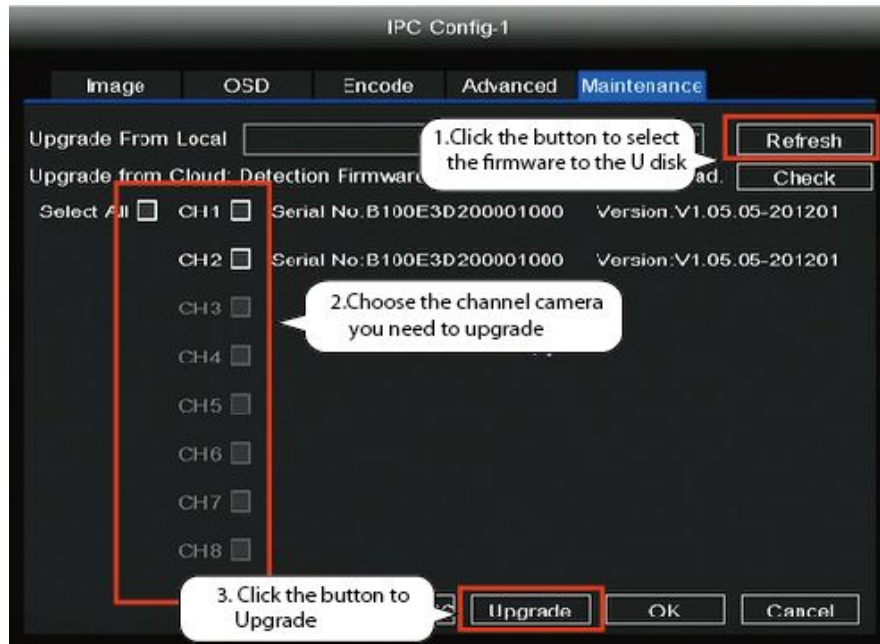 IPC Config-1
Image OSD Encode Advanced Maintenance
Upgrade From Local
1.Click the button to select
the firmware to the U disk
Refresh
Upgrade from Cloud: Detection Firmware ad. Check
Select All CH1 Serial No:B100E3D200001000 Version:V1.05.05-201201
CH2 Serial No:B100E3D200001000 Version:V1.05.05-201201
CH3
2.Choose the channel camera
you need to upgrade
CH4
CH5
CH6
CH7
CH8
3. Click the button to
Upgrade
Upgrade OK Cancel